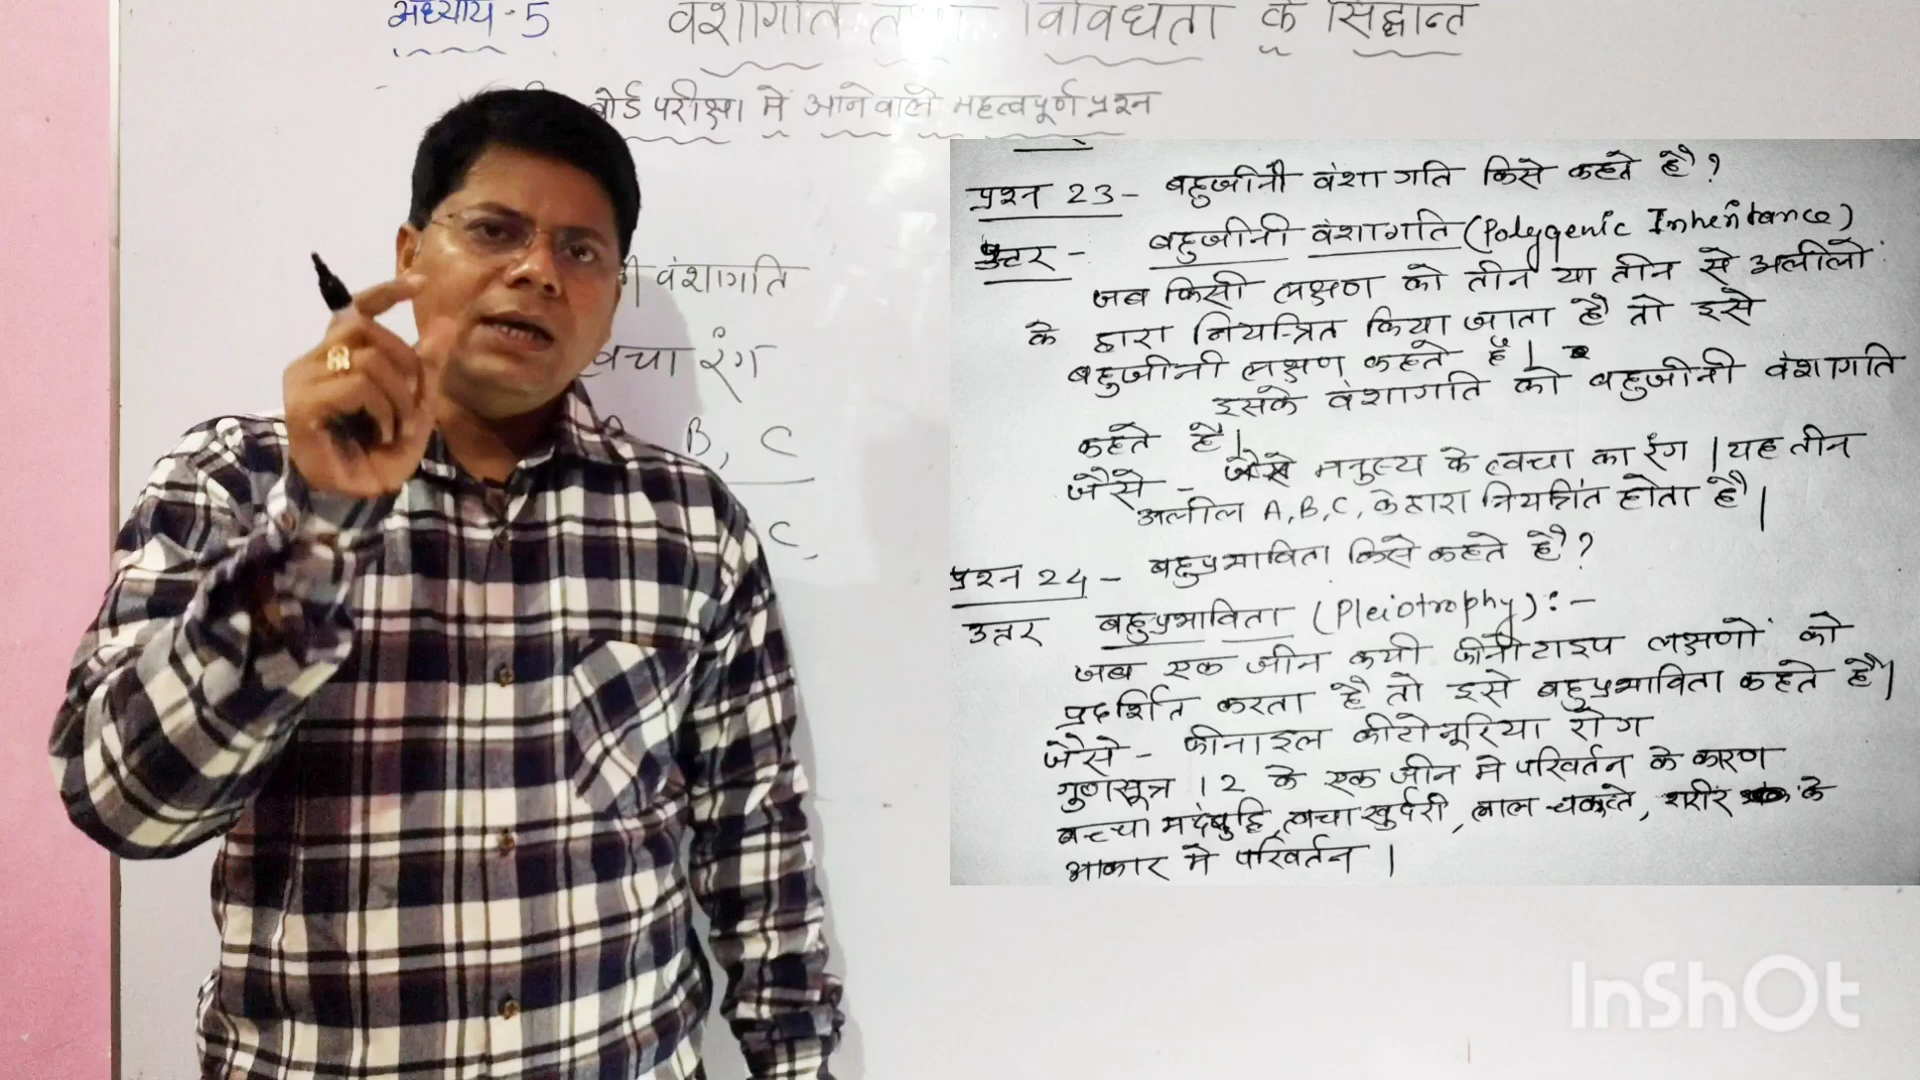 अध्याय - 5 वंशागति तथा विविधता के सिद्धान्त
बोर्ड परीक्षा में आनेवाले महत्वपूर्ण प्रश्न
वंशागति
त्वचा रंग
B, C
C,
प्रश्न 23 - बहुजीनी वंशागति किसे कहते है ?
उत्तर - बहुजीनी वंशागति (Polygenic Inheritance)
जब किसी लक्षण को तीन या तीन से अलीलो
के द्वारा नियन्त्रित किया जाता है तो इसे
बहुजीनी लक्षण कहते है।
इसके वंशागति को बहुजीनी वंशागति
कहते है।
जैसे - जैसे मनुष्य के त्वचा का रंग। यह तीन
अलील A, B, C, के द्वारा नियंत्रित होता है।
प्रश्न 24 - बहुप्रभाविता किसे कहते है ?
उत्तर बहुप्रभाविता (Pleiotrophy) : -
जब एक जीन कयी फीनोटाइप लक्षणों को
प्रदर्शित करता है तो इसे बहुप्रभाविता कहते है।
जैसे - फीनाइल कीटोनूरिया रोग
गुणसूत्र 12 के एक जीन मे परिवर्तन के कारण
बच्चा मदंबुद्धि, त्वचा खुर्दरी, लाल चकत्ते, शरीर के
आकार मे परिवर्तन।
InShOt